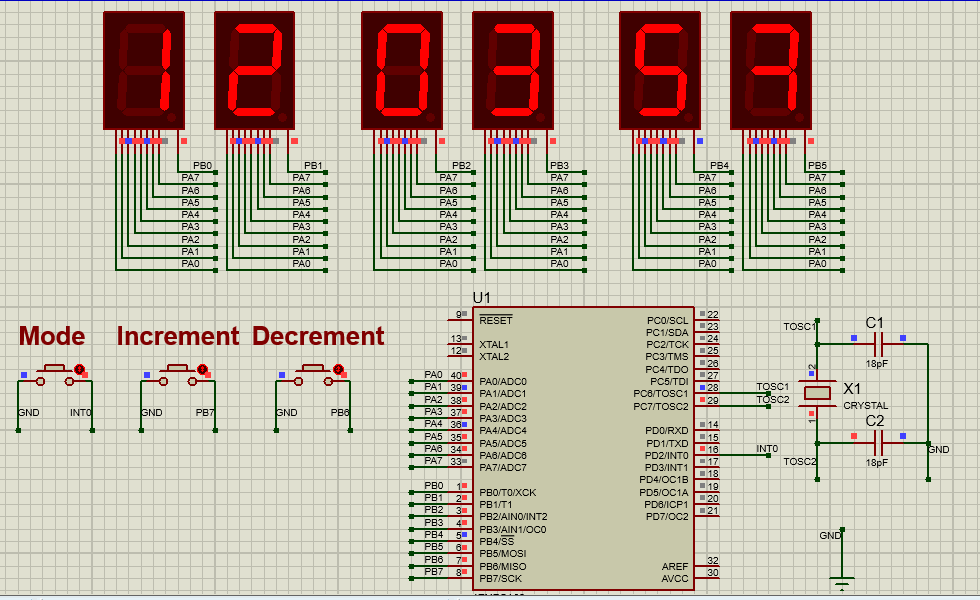 12 03 53
PB0 PB1 PB2 PB3 PB4 PB5
PA7 PA7 PA7 PA7 PA7 PA7
PA6 PA6 PA6 PA6 PA6 PA6
PA5 PA5 PA5 PA5 PA5 PA5
PA4 PA4 PA4 PA4 PA4 PA4
PA3 PA3 PA3 PA3 PA3 PA3
PA2 PA2 PA2 PA2 PA2 PA2
PA1 PA1 PA1 PA1 PA1 PA1
PA0 PA0 PA0 PA0 PA0 PA0
Mode Increment Decrement
GND INT0 GND PB7 GND PB6
U1
9 RESET
13 XTAL1
12 XTAL2
PA0 40 PA0/ADC0
PA1 39 PA1/ADC1
PA2 38 PA2/ADC2
PA3 37 PA3/ADC3
PA4 36 PA4/ADC4
PA5 35 PA5/ADC5
PA6 34 PA6/ADC6
PA7 33 PA7/ADC7
PB0 1 PB0/T0/XCK
PB1 2 PB1/T1
PB2 3 PB2/AIN0/INT2
PB3 4 PB3/AIN1/OC0
PB4 5 PB4/SS
PB5 6 PB5/MOSI
PB6 7 PB6/MISO
PB7 8 PB7/SCK
PC0/SCL 22
PC1/SDA 23
PC2/TCK 24
PC3/TMS 25
PC4/TDO 26
PC5/TDI 27
PC6/TOSC1 28 TOSC1
PC7/TOSC2 29 TOSC2
PD0/RXD 14
PD1/TXD 15
PD2/INT0 16 INT0
PD3/INT1 17
PD4/OC1B 18
PD5/OC1A 19
PD6/ICP1 20
PD7/OC2 21
AREF 32
AVCC 30
TOSC1
C1
18pF
2
X1
CRYSTAL
1
C2
18pF
TOSC2
GND
GND